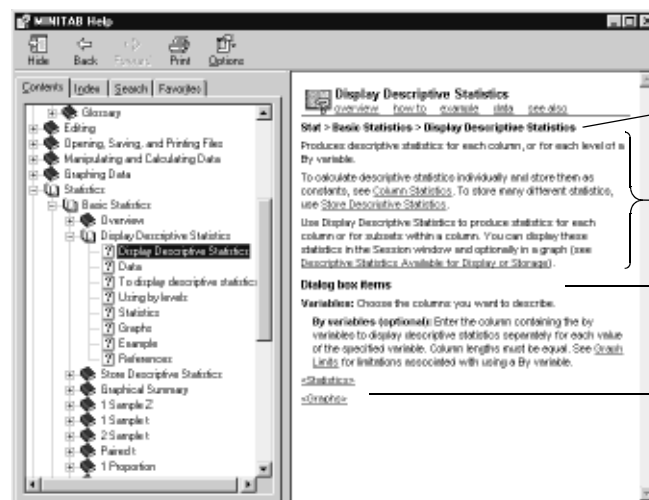 MINITAB Help
Hide Back Forward Print Options
Contents Index Search Favorites
Glossary
Editing
Opening, Saving, and Printing Files
Manipulating and Calculating Data
Graphing Data
Statistics
Basic Statistics
Overview
Display Descriptive Statistics
Display Descriptive Statistics
Data
To display descriptive statistic
Using by levels
Statistics
Graphs
Example
References
Store Descriptive Statistics
Graphical Summary
1 Sample Z
1 Sample t
2 Sample t
Paired t
1 Proportion
Display Descriptive Statistics
overview how to example data see also
Stat > Basic Statistics > Display Descriptive Statistics
Produces descriptive statistics for each column, or for each level of a
By variable.
To calculate descriptive statistics individually and store them as
constants, see Column Statistics. To store many different statistics,
use Store Descriptive Statistics.
Use Display Descriptive Statistics to produce statistics for each
column or for subsets within a column. You can display these
statistics in the Session window and optionally in a graph (see
Descriptive Statistics Available for Display or Storage).
Dialog box items
Variables: Choose the columns you want to describe.
By variables (optional): Enter the column containing the by
variables to display descriptive statistics separately for each value
of the specified variable. Column lengths must be equal. See Graph
Limits for limitations associated with using a By variable.
<Statistics>
<Graphs>